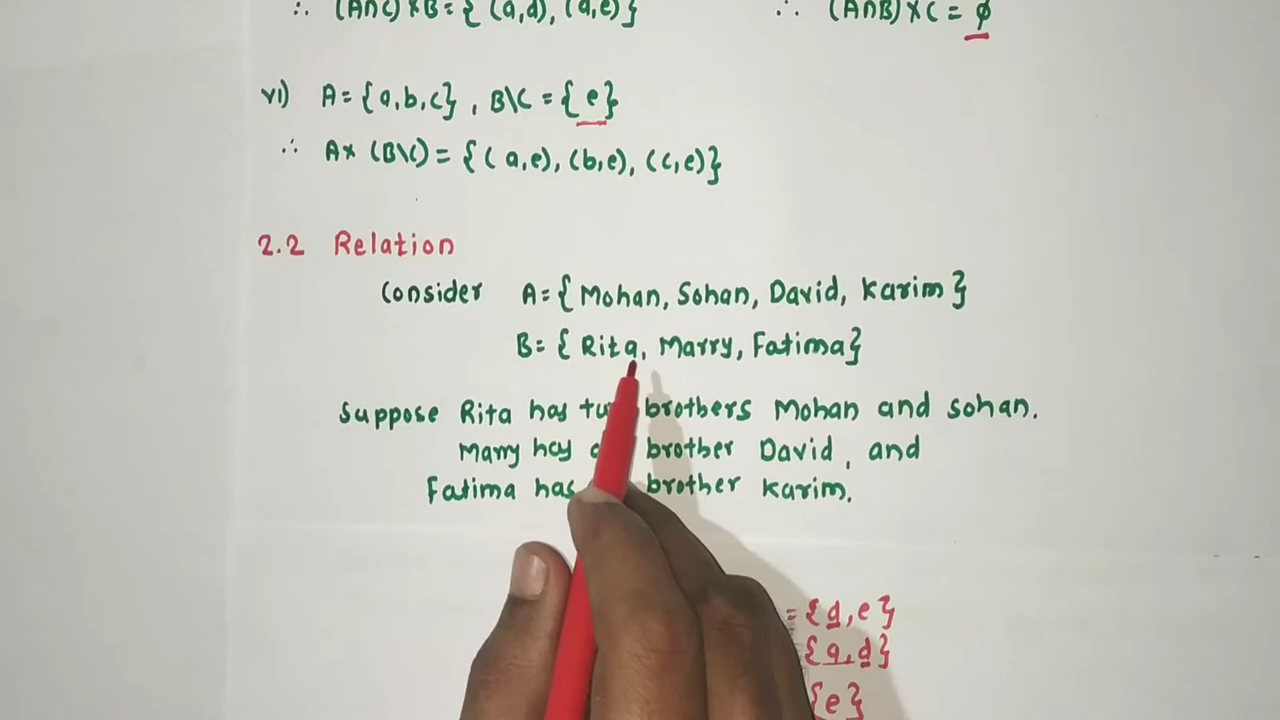 ∴ (A∩C)×B = { (a,d), (a,e) }
∴ (A∩B)×C = ϕ
vi) A = {a,b,c} , B\C = { e }
∴ A× (B\C) = { ( a,e), (b,e), (c,e)}
2.2 Relation
Consider A = { Mohan, Sohan, David, Karim }
B = { Rita, Marry, Fatima}
Suppose Rita has brothers Mohan and Sohan.
Marry has brother David , and
Fatima has brother Karim.
= {d,e}
{a,d}
{e}